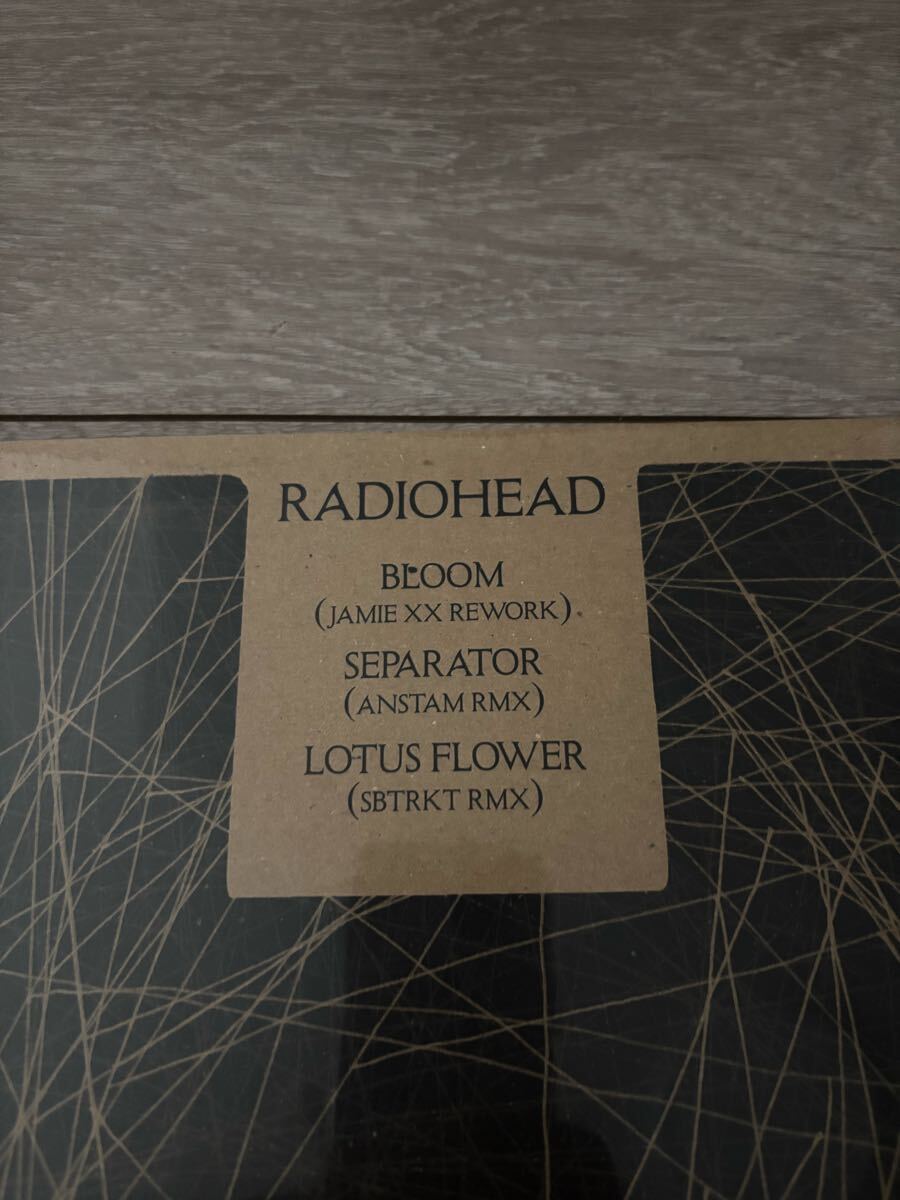 RADIOHEAD
BLOOM
(JAMIE XX REWORK)
SEPARATOR
(ANSTAM RMX)
LOTUS FLOWER
(SBTRKT RMX)